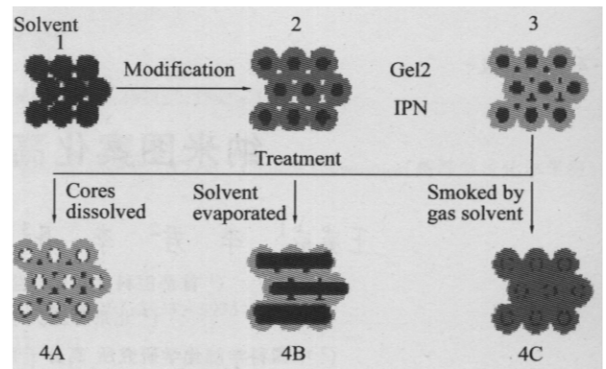 Solvent
1
2
3
Modification
Gel2
IPN
Treatment
Cores
dissolved
Solvent
evaporated
Smoked by
gas solvent
4A
4B
4C